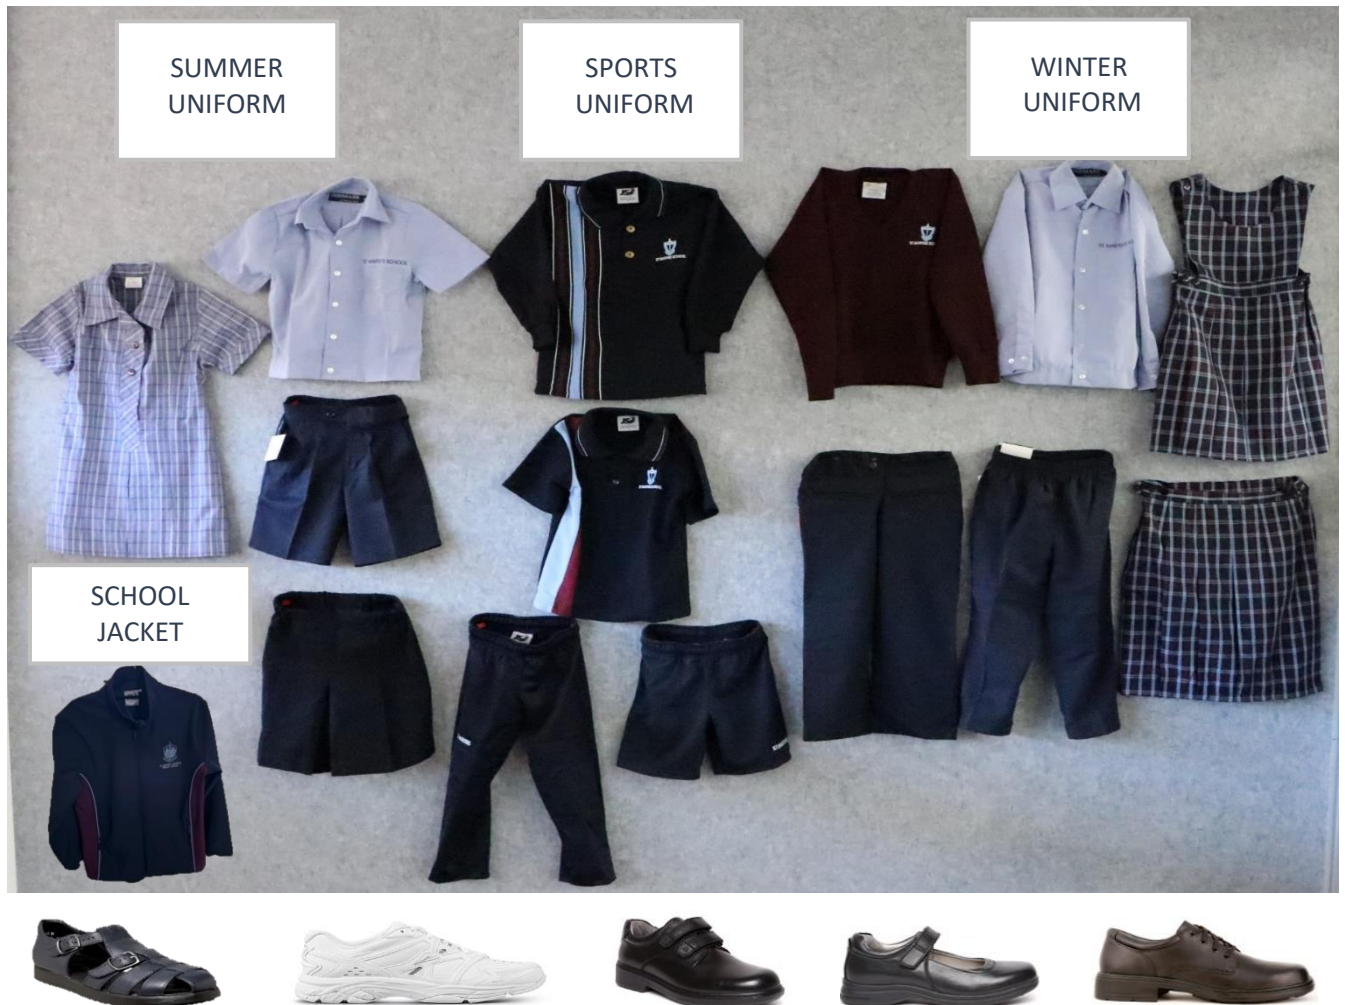 SUMMER
UNIFORM
SPORTS
UNIFORM
WINTER
UNIFORM
SCHOOL
JACKET